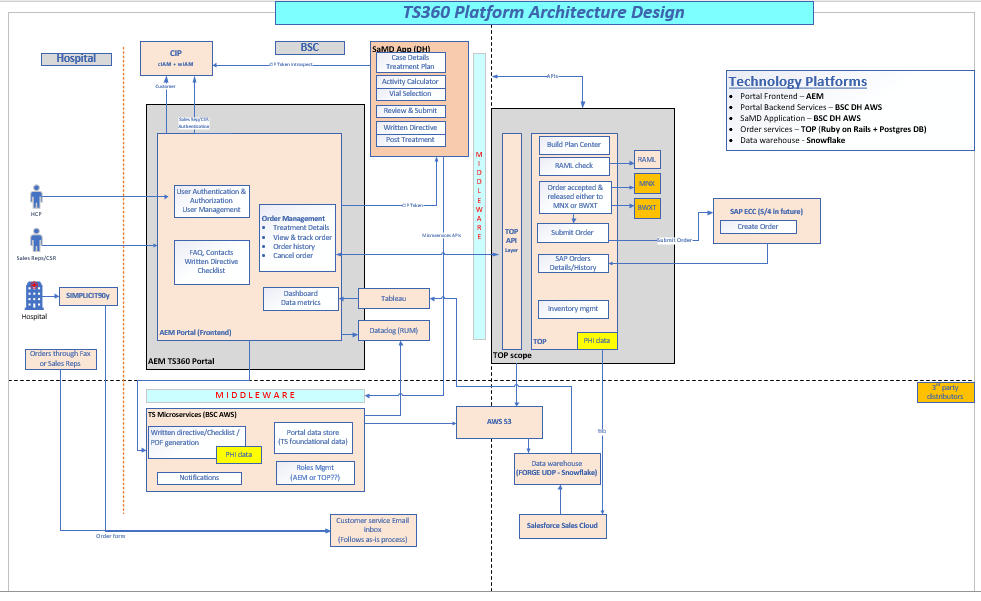 TS360 Platform Architecture Design
Hospital
CIP
cIAM + wIAM
BSC
SaMD App (DH)
Case Details
Treatment Plan
Activity Calculator
Vial Selection
Review & Submit
Written Directive
Post Treatment
CIP Token Introspect
Customer
Sales Rep/CSR
Authentication
APIs
Technology Platforms
• Portal Frontend – AEM
• Portal Backend Services – BSC DH AWS
• SaMD Application – BSC DH AWS
• Order services – TOP (Ruby on Rails + Postgres DB)
• Data warehouse - Snowflake
MIDDLEWARE
Build Plan Center
RAML check
RAML
Order accepted &
released either to
MNX or BWXT
MNX
BWXT
Submit Order
SAP Orders
Details/History
Inventory mgmt
TOP
PHI data
TOP
API
Layer
TOP scope
SAP ECC (S/4 in future)
Create Order
Submit Order
HCP
Sales Reps/CSR
Hospital
SIMPLICIT90y
Orders through Fax
or Sales Reps
User Authentication &
Authorization
User Management
FAQ, Contacts
Written Directive
Checklist
Order Management
• Treatment Details
• View & track order
• Order history
• Cancel order
Dashboard
Data metrics
AEM Portal (Frontend)
AEM TS360 Portal
CIP Token
Microservices APIs
Tableau
Datadog (RUM)
MIDDLEWARE
TS Microservices (BSC AWS)
Written directive/Checklist /
PDF generation
PHI data
Notifications
Portal data store
(TS foundational data)
Roles Mgmt
(AEM or TOP??)
AWS S3
Data warehouse
(FORGE UDP - Snowflake)
Salesforce Sales Cloud
TBD
3rd party
distributors
Customer service Email
inbox
(Follows as-is process)
Order form